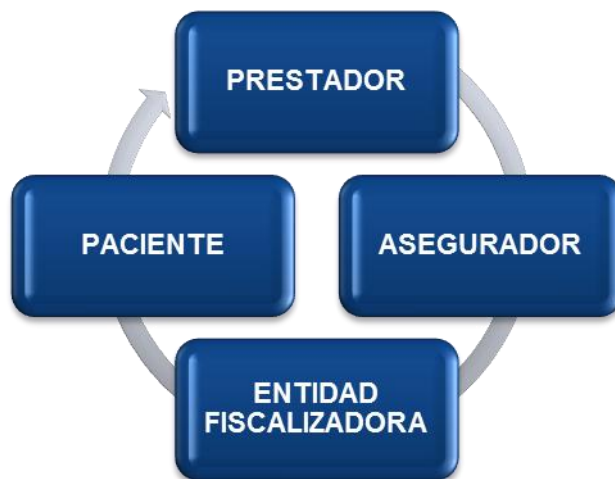 PRESTADOR
PACIENTE
ASEGURADOR
ENTIDAD
FISCALIZADORA